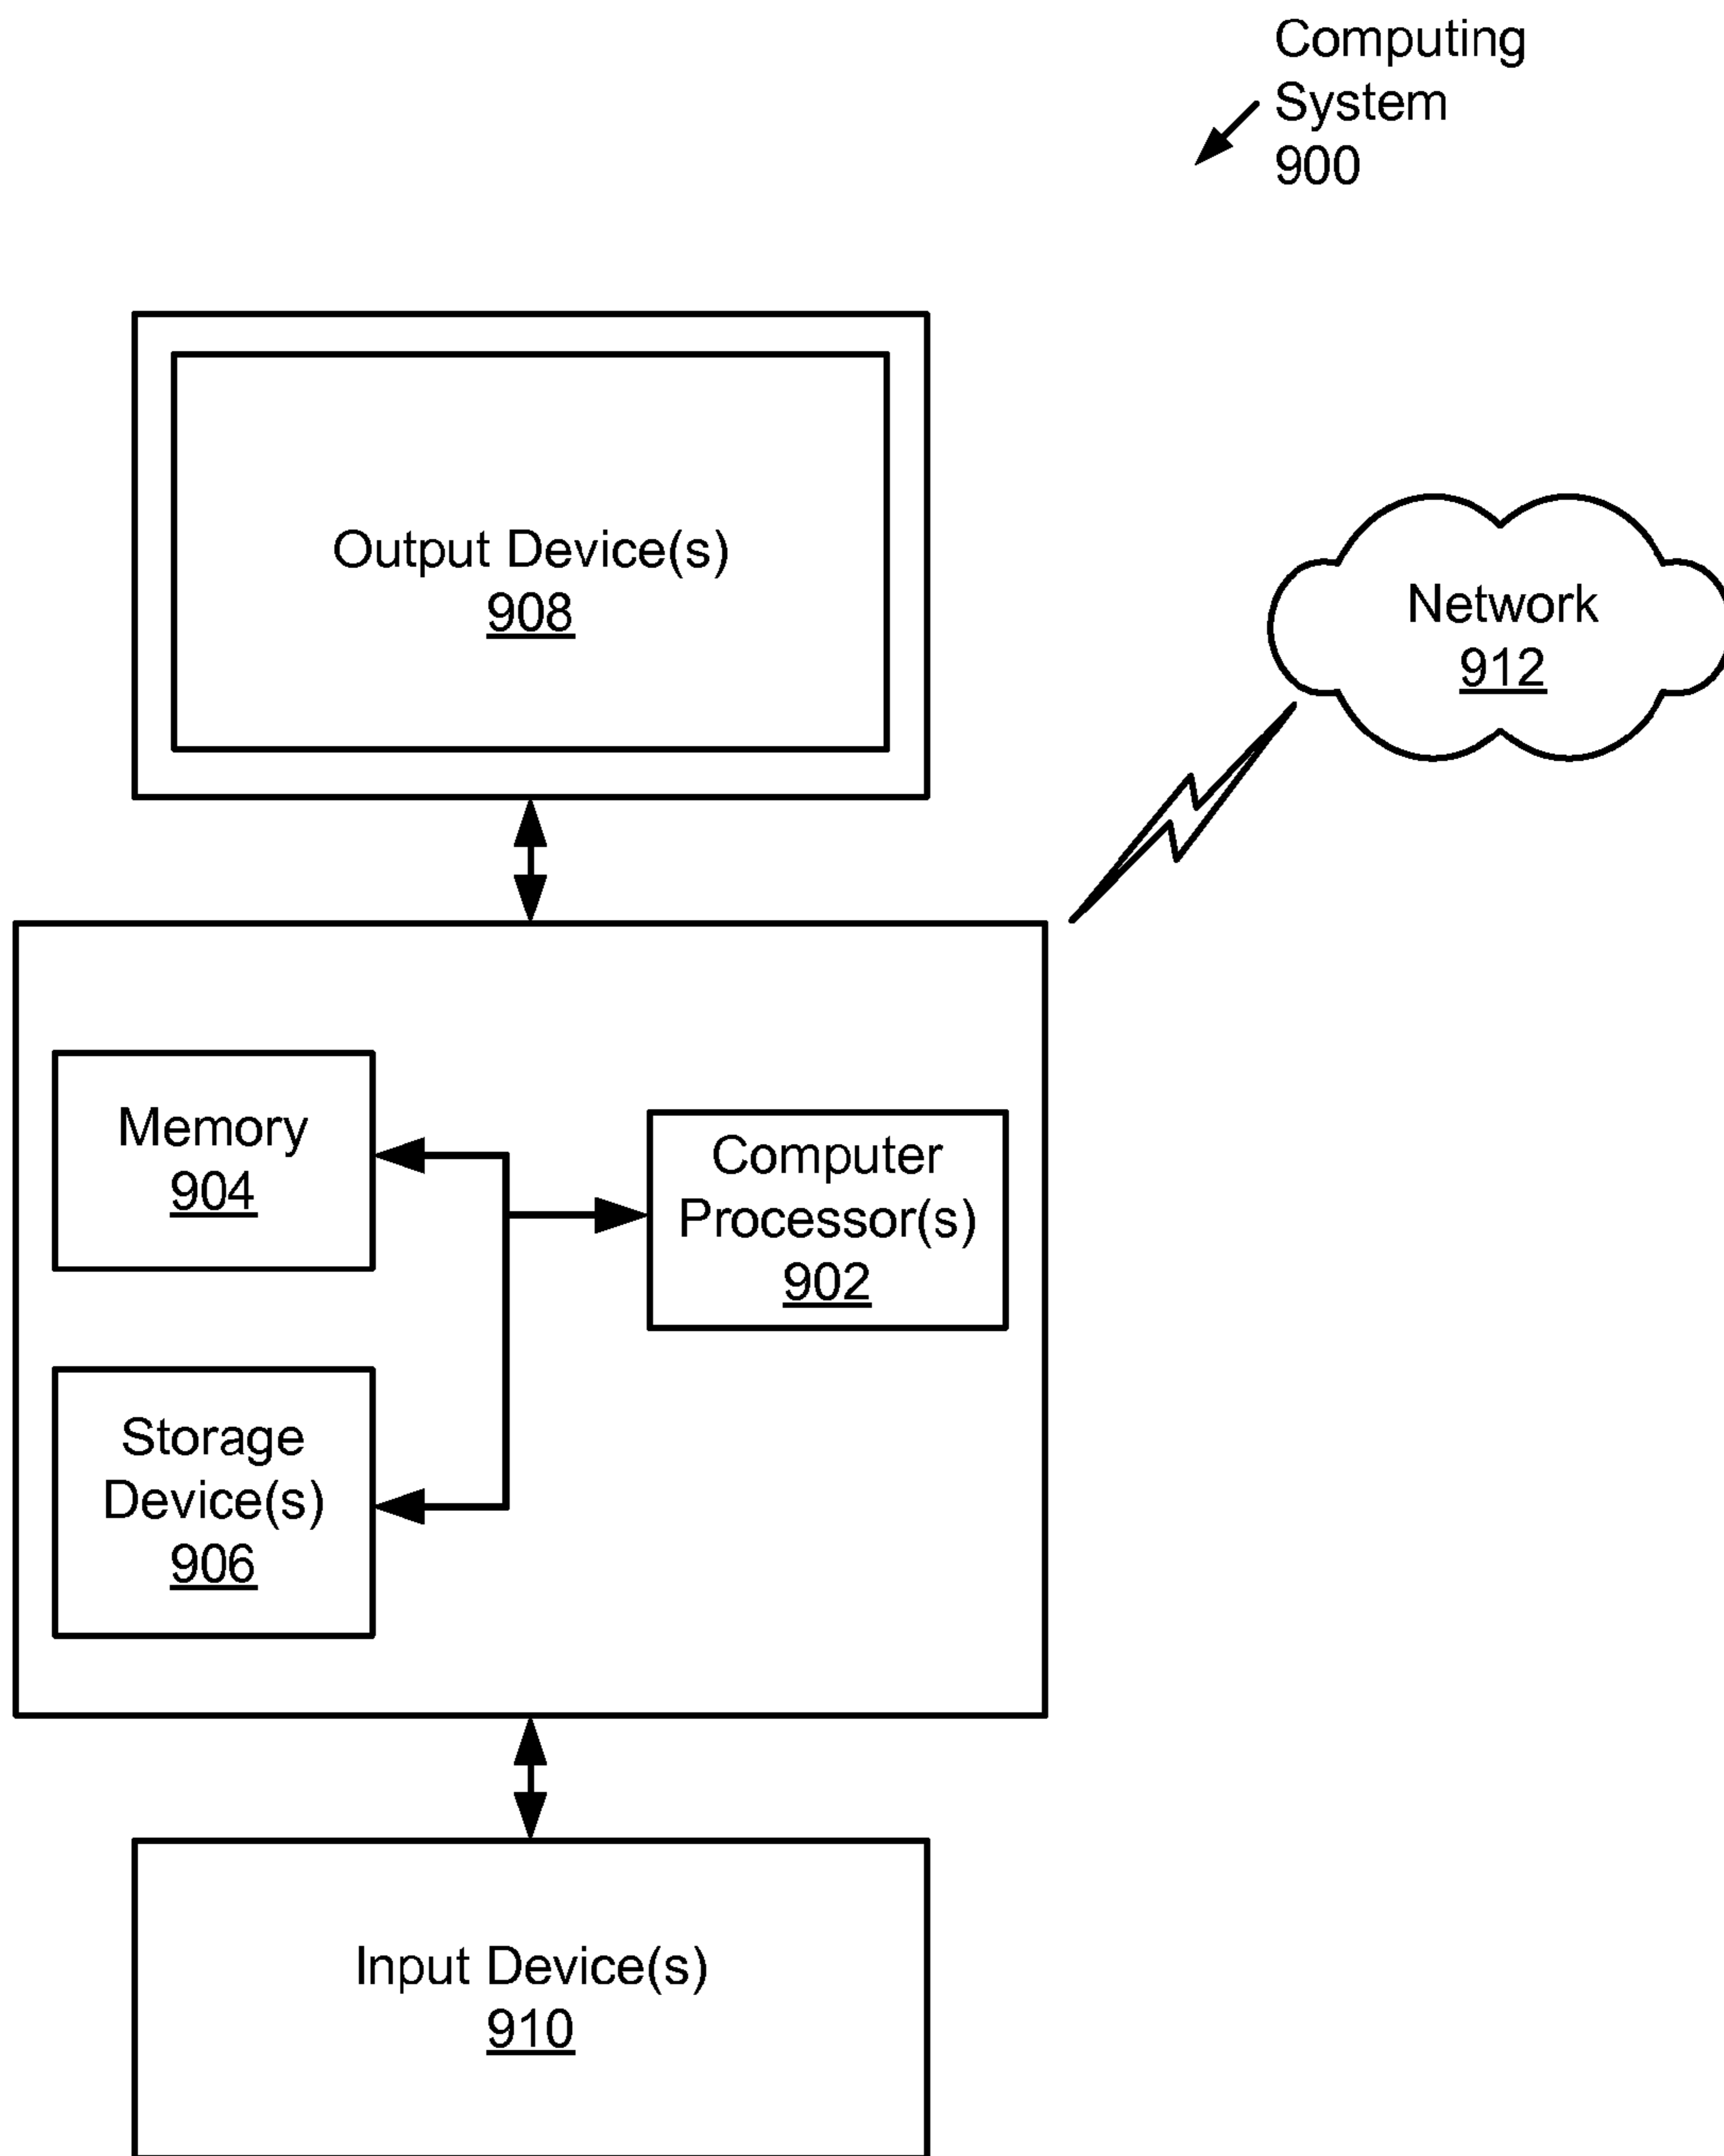 Computing
System
900
Output Device(s)
908
Network
912
Memory
904
Computer
Processor(s)
902
Storage
Device(s)
906
Input Device(s)
910